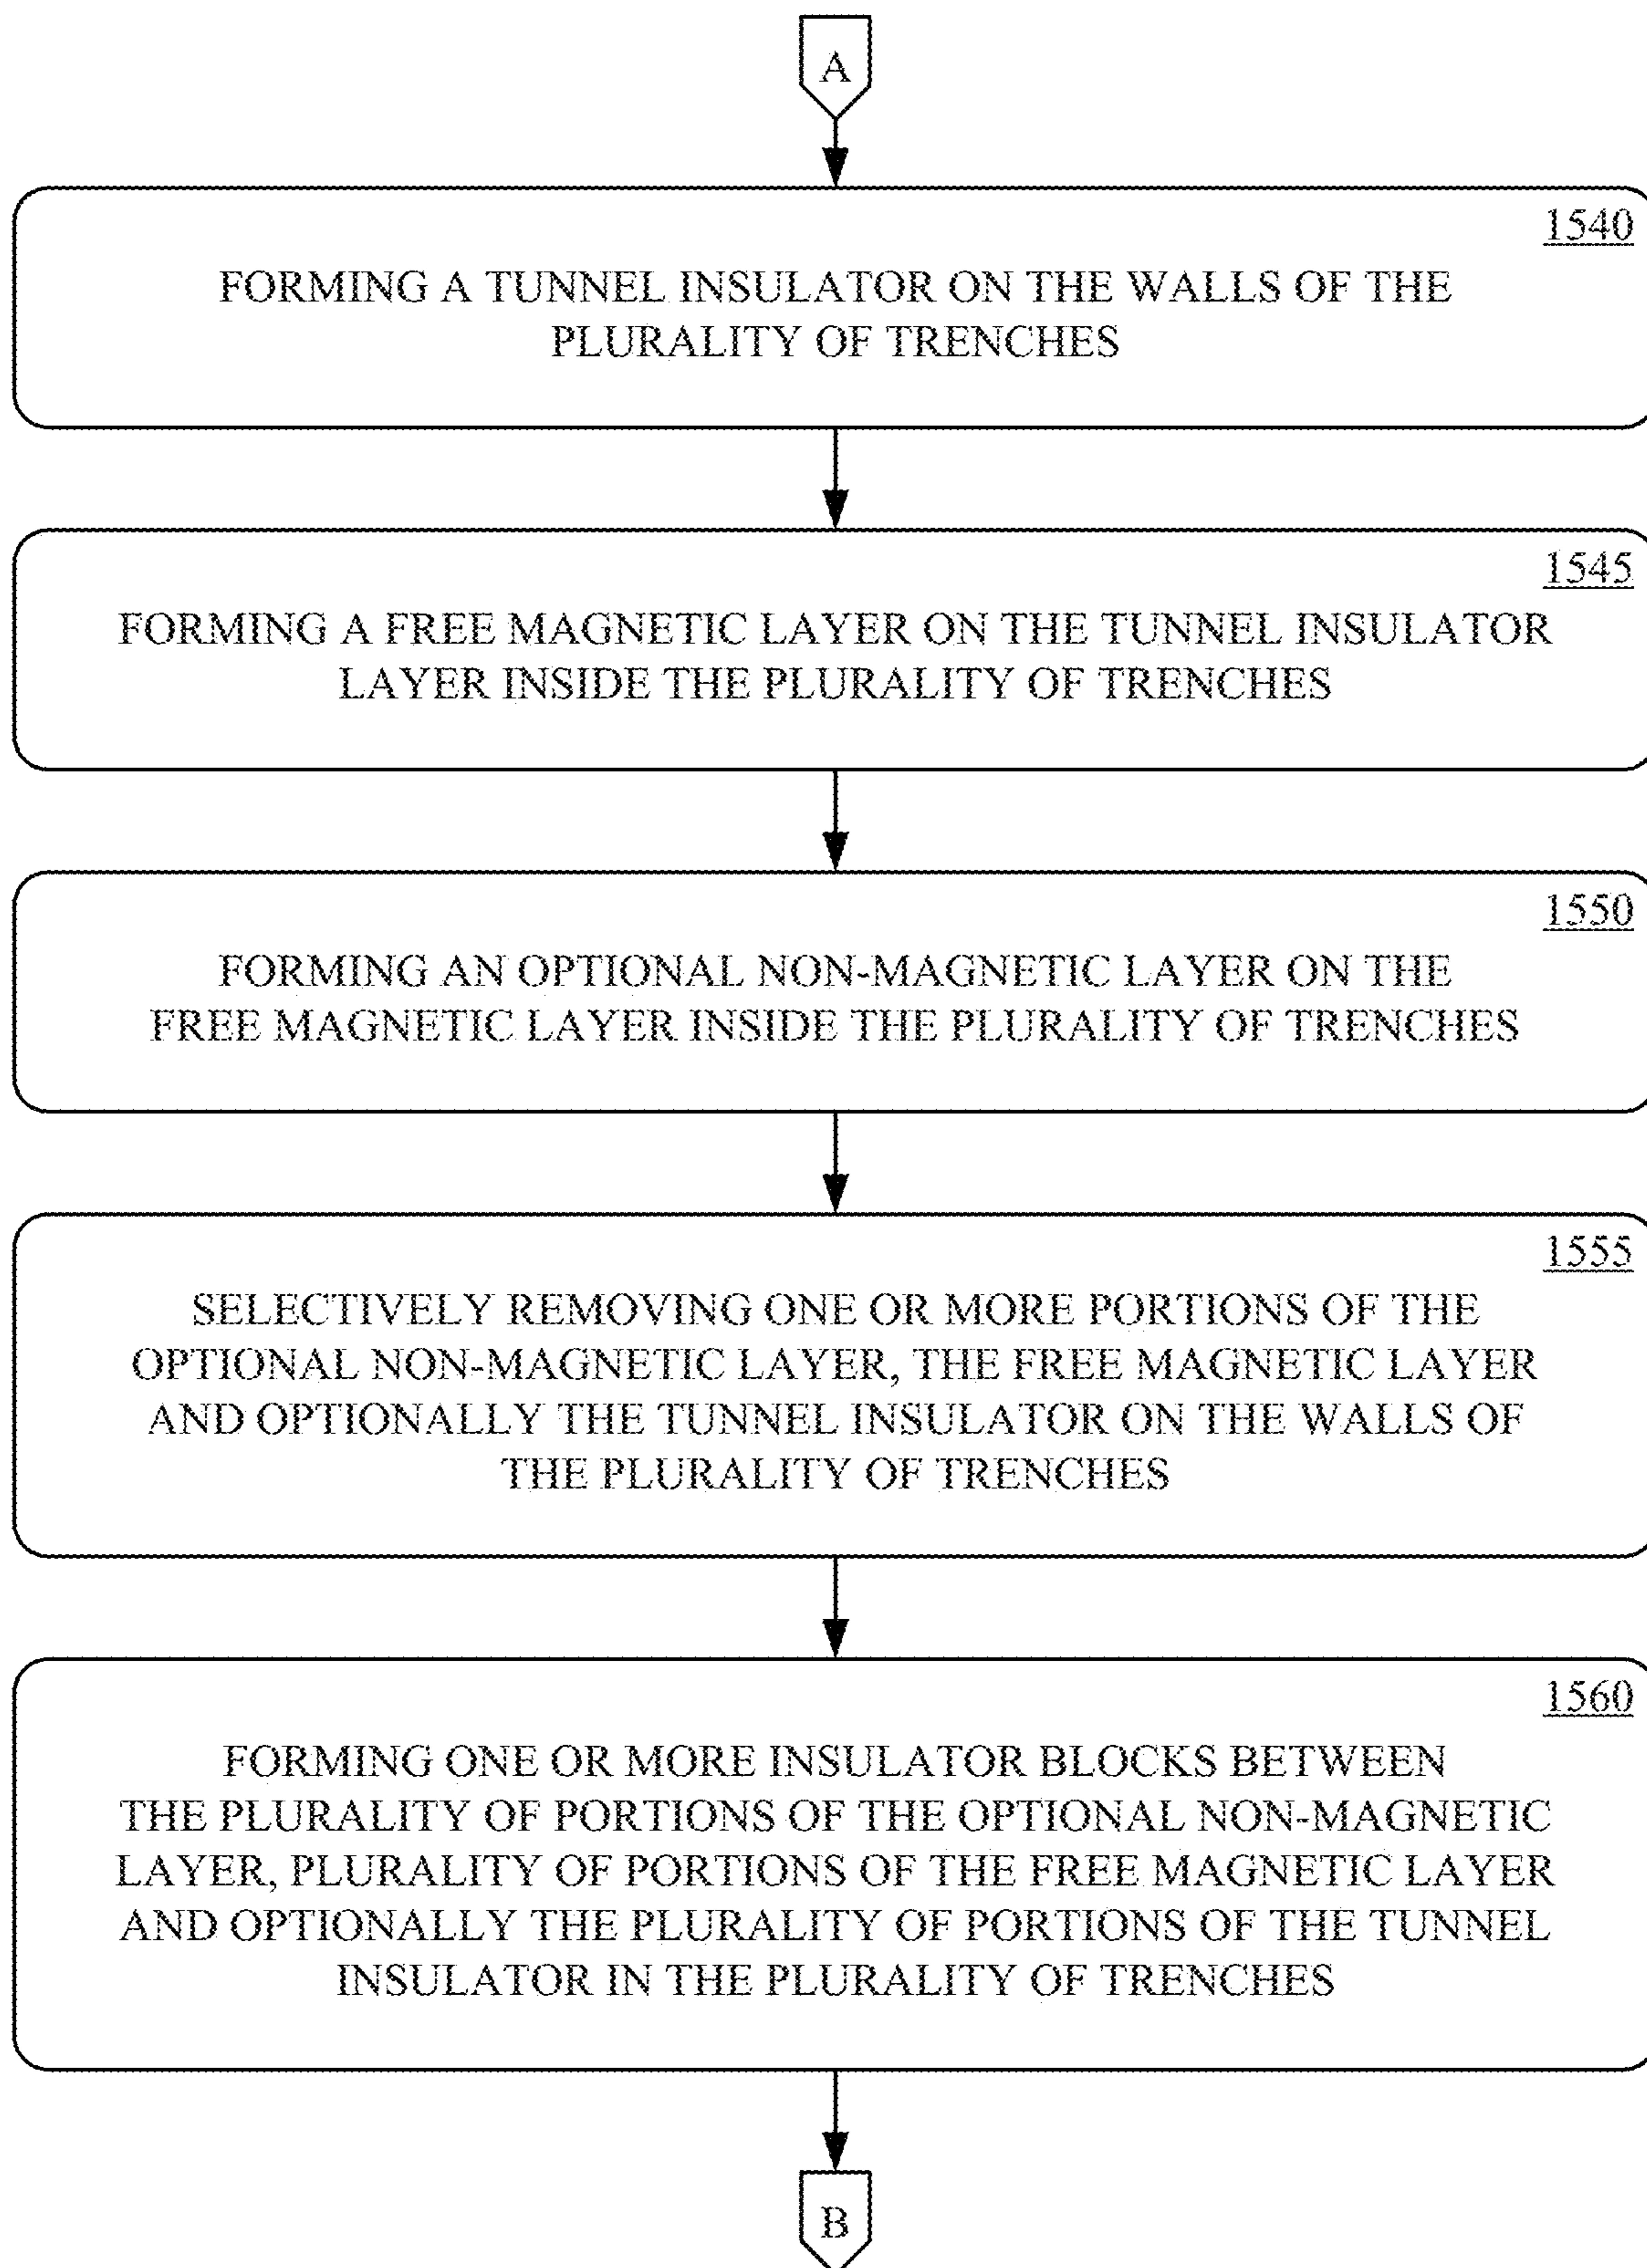 A
1540
FORMING A TUNNEL INSULATOR ON THE WALLS OF THE
PLURALITY OF TRENCHES
1545
FORMING A FREE MAGNETIC LAYER ON THE TUNNEL INSULATOR
LAYER INSIDE THE PLURALITY OF TRENCHES
1550
FORMING AN OPTIONAL NON-MAGNETIC LAYER ON THE
FREE MAGNETIC LAYER INSIDE THE PLURALITY OF TRENCHES
1555
SELECTIVELY REMOVING ONE OR MORE PORTIONS OF THE
OPTIONAL NON-MAGNETIC LAYER, THE FREE MAGNETIC LAYER
AND OPTIONALLY THE TUNNEL INSULATOR ON THE WALLS OF
THE PLURALITY OF TRENCHES
1560
FORMING ONE OR MORE INSULATOR BLOCKS BETWEEN
THE PLURALITY OF PORTIONS OF THE OPTIONAL NON-MAGNETIC
LAYER, PLURALITY OF PORTIONS OF THE FREE MAGNETIC LAYER
AND OPTIONALLY THE PLURALITY OF PORTIONS OF THE TUNNEL
INSULATOR IN THE PLURALITY OF TRENCHES
B